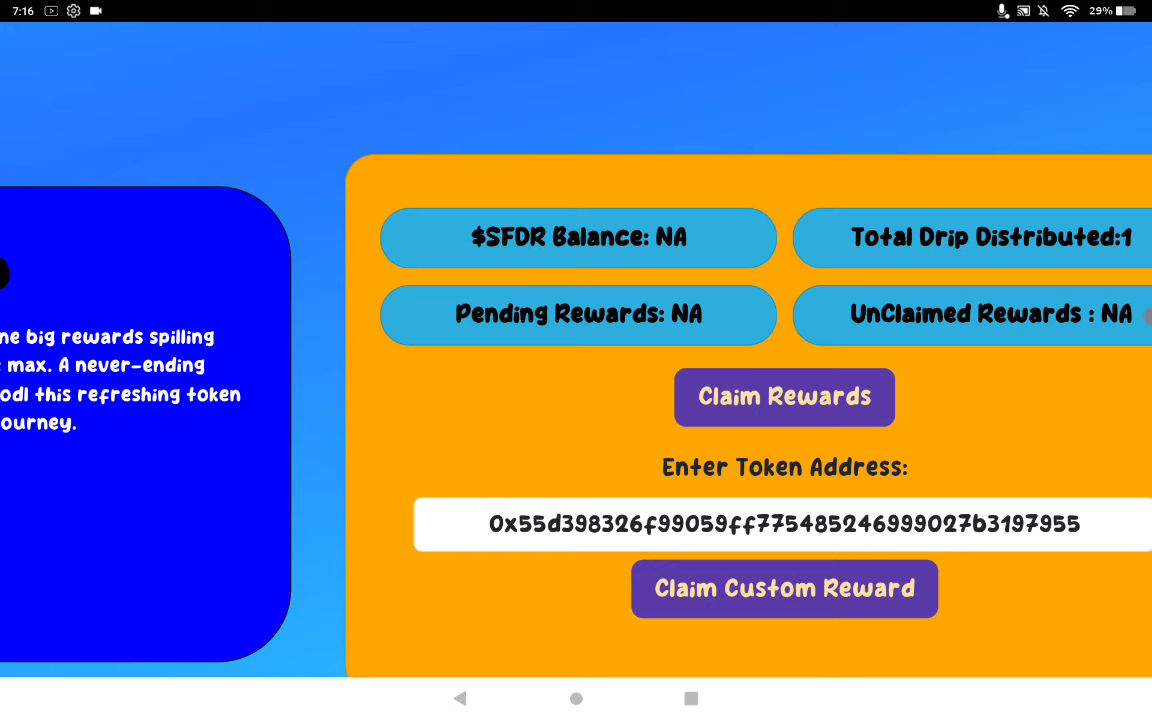 7:16
29%
$SFDR Balance: NA
Total Drip Distributed:1
Pending Rewards: NA
UnClaimed Rewards : NA
me big rewards spilling
max. A never-ending
odl this refreshing token
ourney.
Claim Rewards
Enter Token Address:
0x55d398326f99059ff775485246999027b3197955
Claim Custom Reward